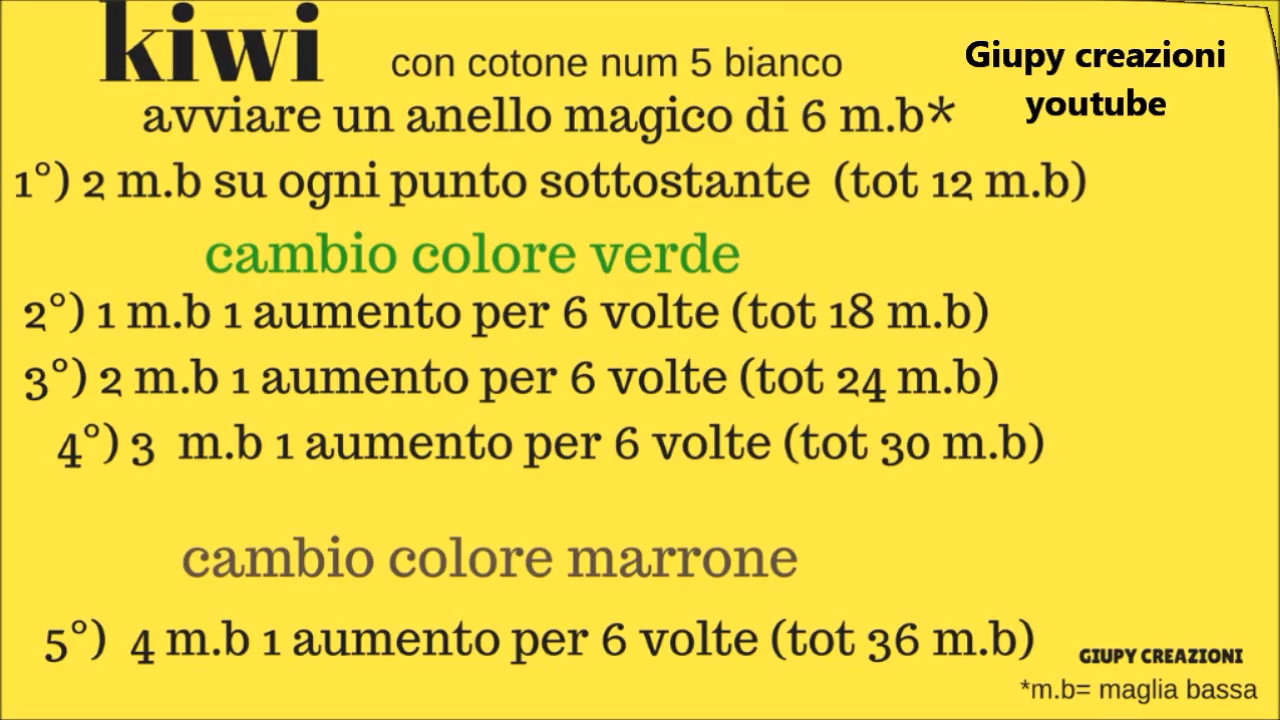 kiwi con cotone num 5 bianco
Giupy creazioni
youtube
avviare un anello magico di 6 m.b*
1°) 2 m.b su ogni punto sottostante (tot 12 m.b)
cambio colore verde
2°) 1 m.b 1 aumento per 6 volte (tot 18 m.b)
3°) 2 m.b 1 aumento per 6 volte (tot 24 m.b)
4°) 3 m.b 1 aumento per 6 volte (tot 30 m.b)
cambio colore marrone
5°) 4 m.b 1 aumento per 6 volte (tot 36 m.b)
GIUPY CREAZIONI
*m.b= maglia bassa